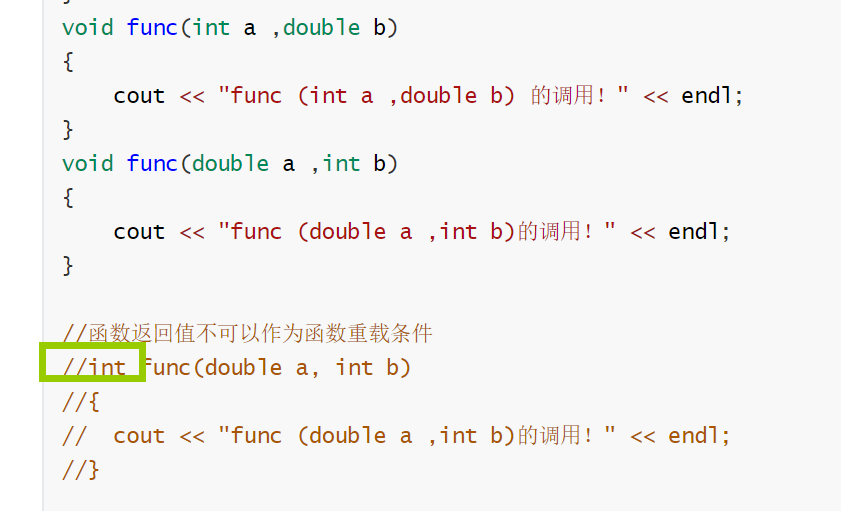 void func(int a ,double b)
{
    cout << "func (int a ,double b) 的调用！" << endl;
}
void func(double a ,int b)
{
    cout << "func (double a ,int b)的调用！" << endl;
}
//函数返回值不可以作为函数重载条件
//int func(double a, int b)
//{
//  cout << "func (double a ,int b)的调用！" << endl;
//}